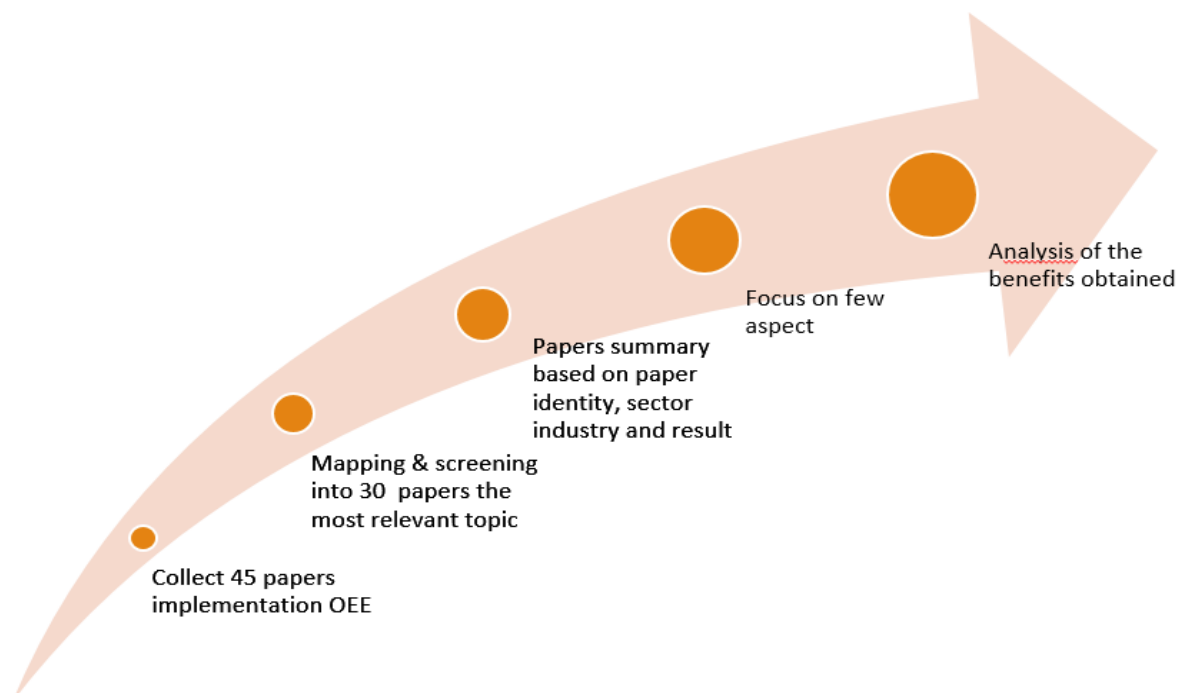 Collect 45 papers
implementation OEE
Mapping & screening
into 30  papers the
most relevant topic
Papers summary
based on paper
identity, sector
industry and result
Focus on few
aspect
Analysis of the
benefits obtained